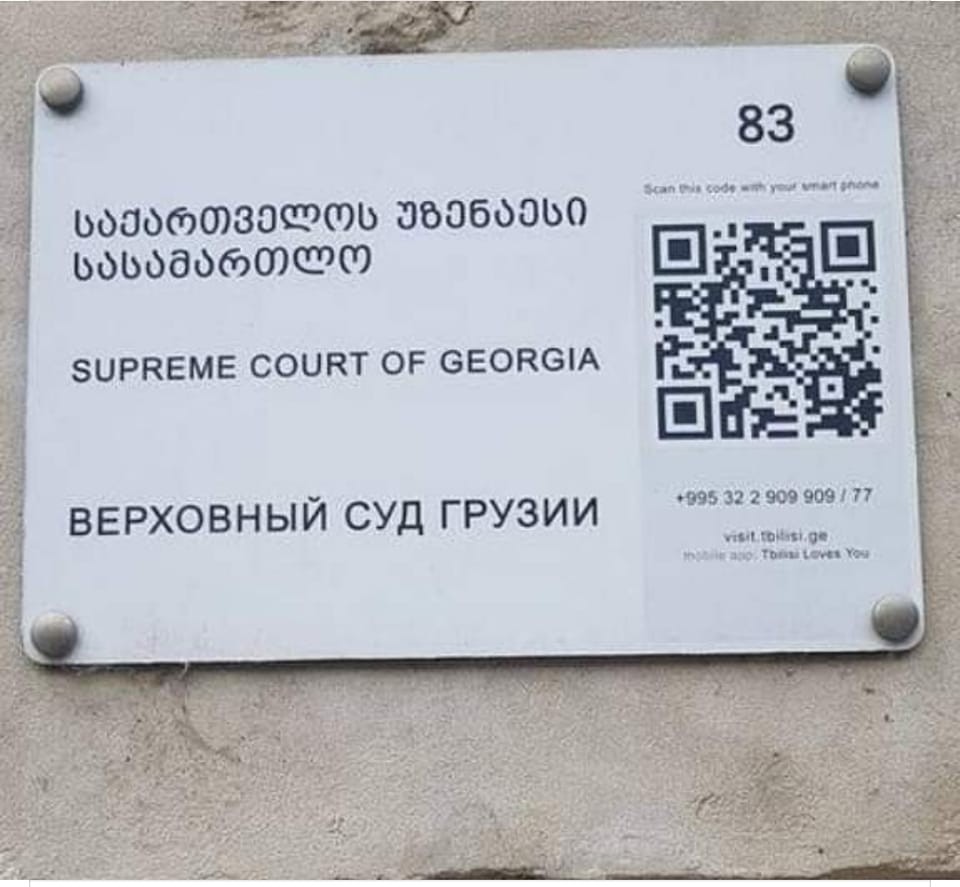 83
Scan this code with your smart phone
საქართველოს უზენაესი
სასამართლო
SUPREME COURT OF GEORGIA
ВЕРХОВНЫЙ СУД ГРУЗИИ
+995 32 2 909 909 / 77
visit.tbilisi.ge
mobile app: Tbilisi Loves You